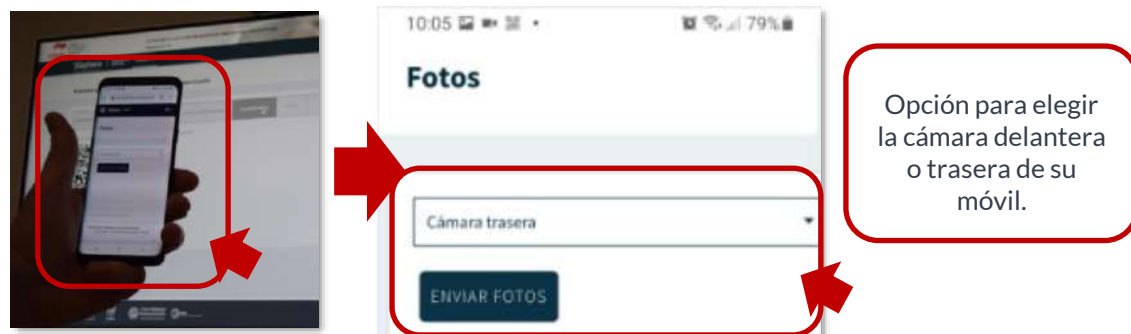 10:05
79%
Fotos
Cámara trasera
ENVIAR FOTOS
Opción para elegir
la cámara delantera
o trasera de su
móvil.